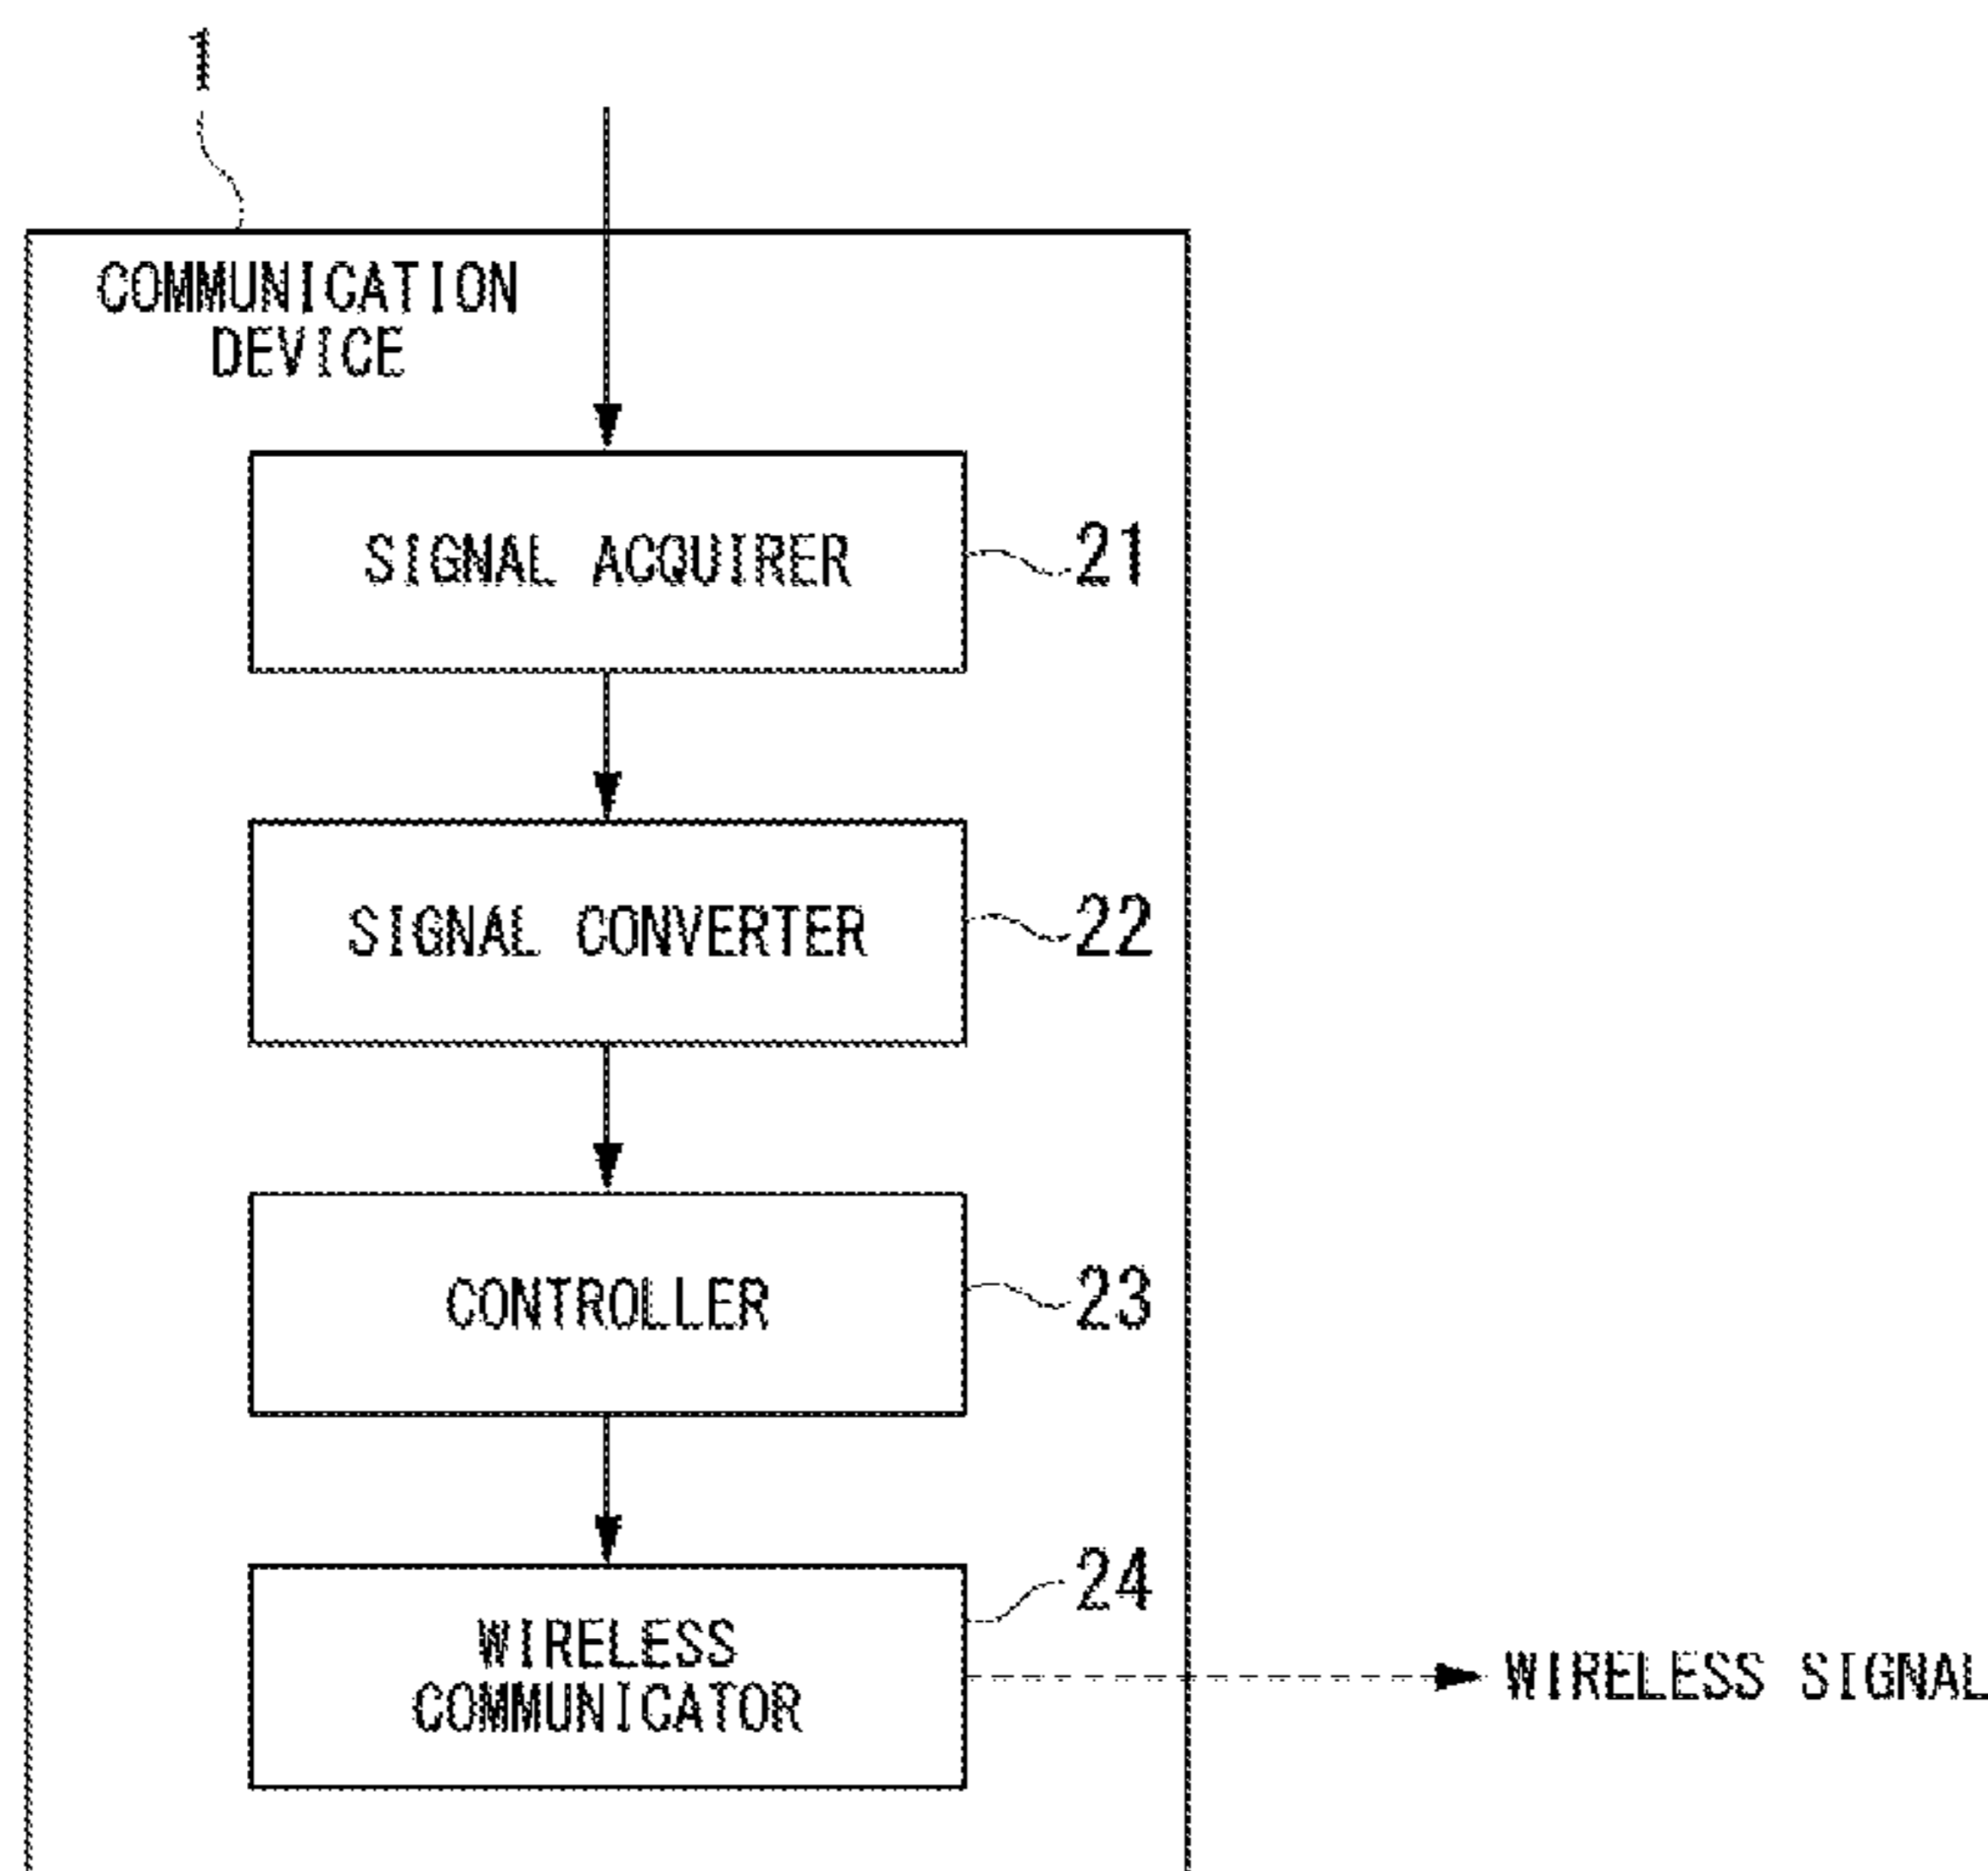 1
COMMUNICATION
DEVICE
SIGNAL ACQUIRER
21
SIGNAL CONVERTER
22
CONTROLLER
23
24
WIRELESS
COMMUNICATOR
WIRELESS SIGNAL